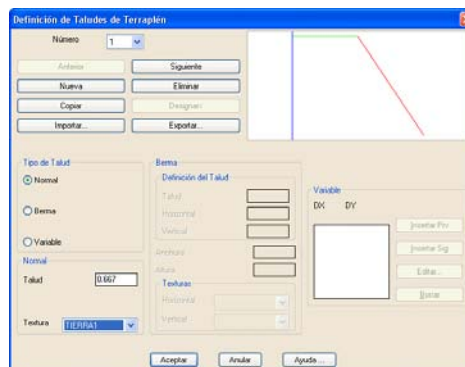 Definición de Taludes de Terraplén
Número 1
Anterior Siguiente
Nueva Eliminar
Copiar Designar<
Importar... Exportar...
Tipo de Talud
Normal
Berma
Variable
Normal
Talud 0.667
Textura TIERRA1
Berma
Definición del Talud
Talud
Horizontal
Vertical
Anchura
Altura
Texturas
Horizontal
Vertical
Variable
DX DY
Insertar Prv
Insertar Sig
Editar...
Borrar
Aceptar Anular Ayuda ...